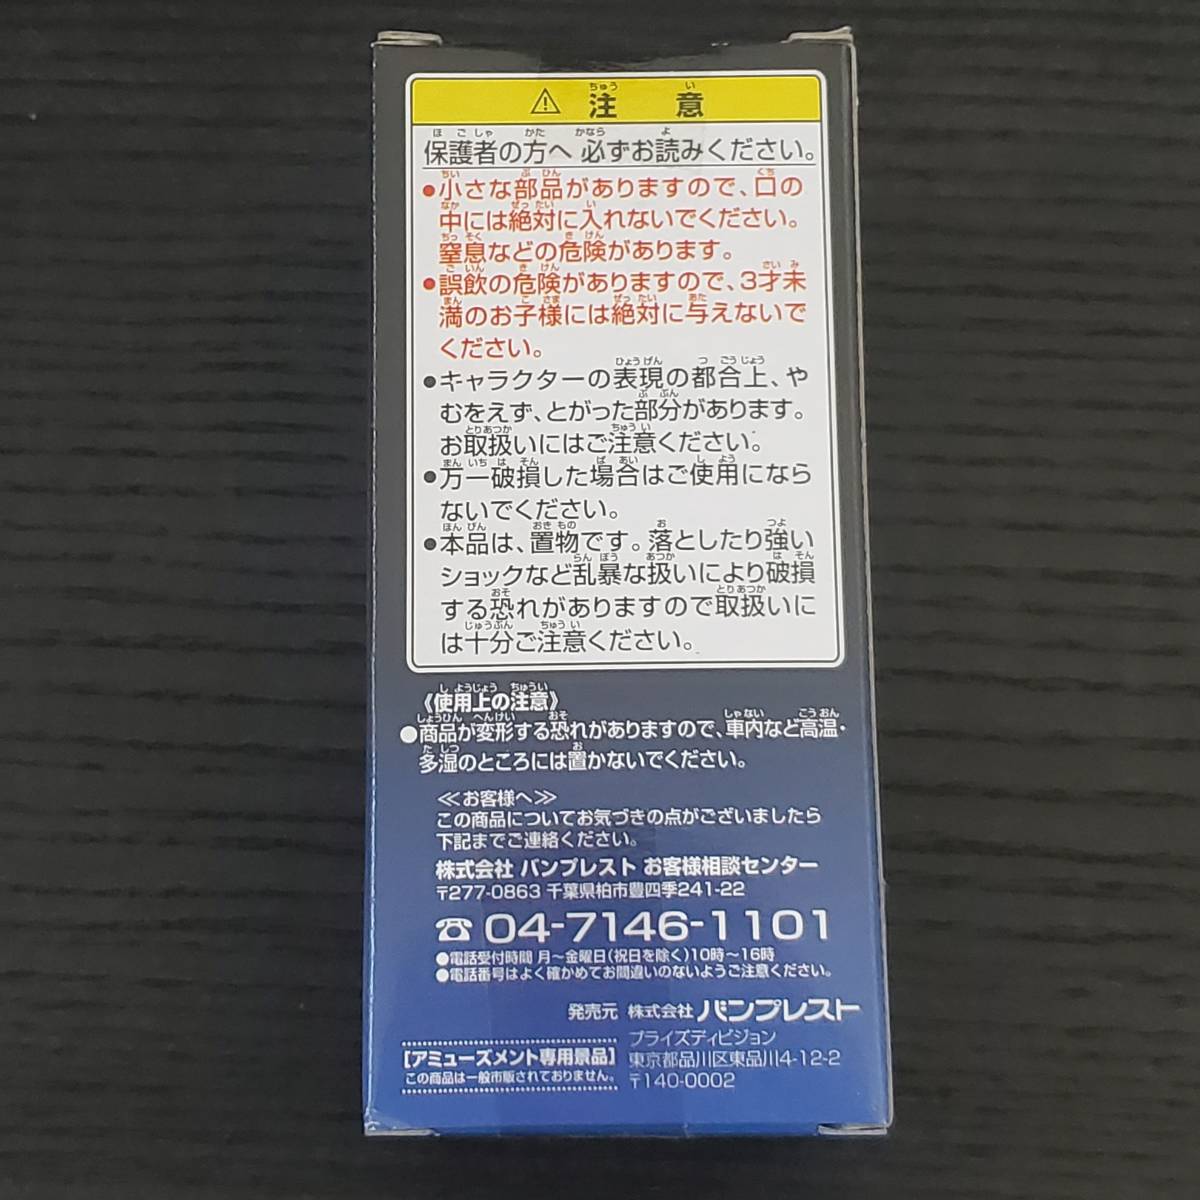 ⚠ 注意
保護者の方へ 必ずお読みください。
●小さな部品がありますので、口の
中には絶対に入れないでください。
窒息などの危険があります。
●誤飲の危険がありますので、3才未
満のお子様には絶対に与えないで
ください。
●キャラクターの表現の都合上、や
むをえず、とがった部分があります。
お取扱いにはご注意ください。
●万一破損した場合はご使用になら
ないでください。
●本品は、置物です。落としたり強い
ショックなど乱暴な扱いにより破損
する恐れがありますので取扱いに
は十分ご注意ください。
《使用上の注意》
●商品が変形する恐れがありますので、車内など高温・
多湿のところには置かないでください。
≪お客様へ≫
この商品についてお気づきの点がございましたら
下記までご連絡ください。
株式会社 バンプレスト お客様相談センター
〒277-0863 千葉県柏市豊四季241-22
☎ 04-7146-1101
●電話受付時間 月〜金曜日(祝日を除く)10時〜16時
●電話番号はよく確かめてお間違いのないようご注意ください。
発売元 株式会社 バンプレスト
プライズディビジョン
東京都品川区東品川4-12-2
〒140-0002
【アミューズメント専用景品】
この商品は一般市販されておりません。